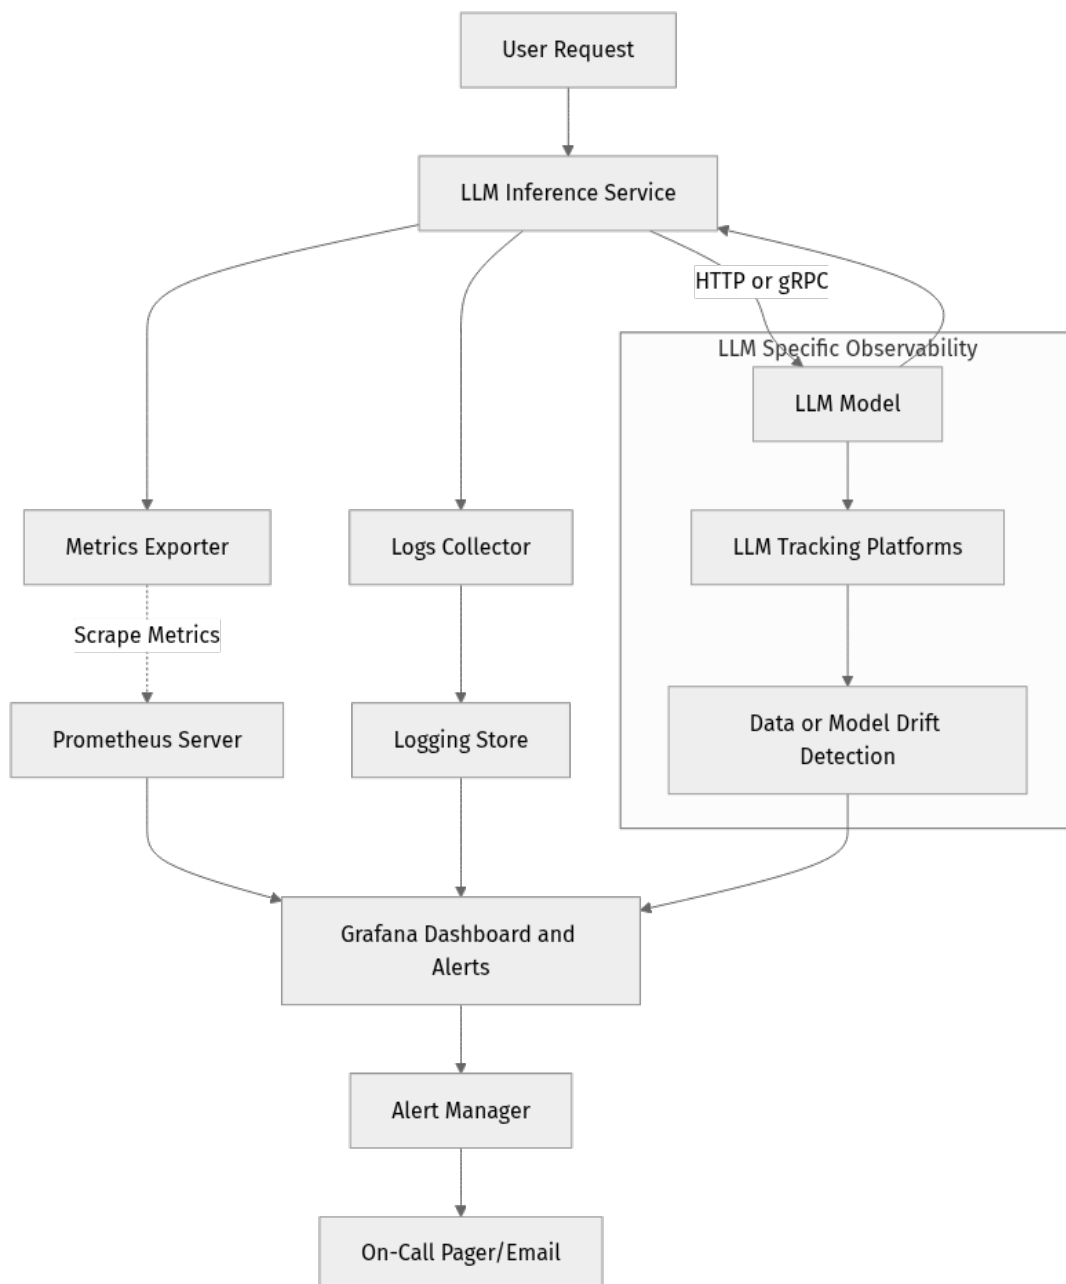 User Request
LLM Inference Service
HTTP or gRPC
LLM Specific Observability
LLM Model
Metrics Exporter
Logs Collector
LLM Tracking Platforms
Scrape Metrics
Prometheus Server
Logging Store
Data or Model Drift
Detection
Grafana Dashboard and
Alerts
Alert Manager
On-Call Pager/Email